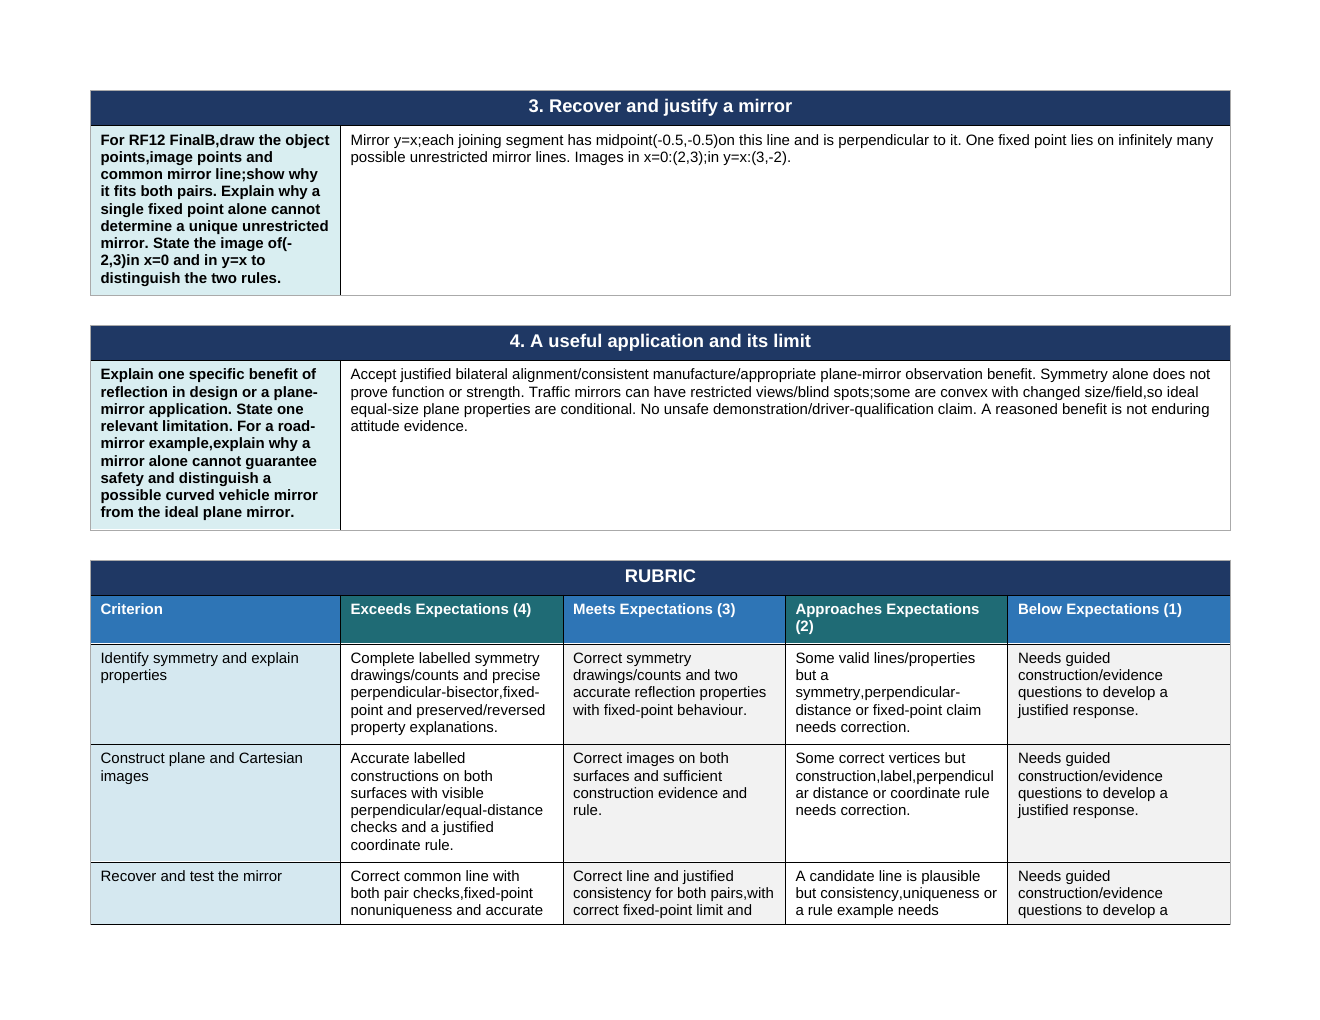 3. Recover and justify a mirror
For RF12 FinalB,draw the object
points,image points and
common mirror line;show why
it fits both pairs. Explain why a
single fixed point alone cannot
determine a unique unrestricted
mirror. State the image of(-
2,3)in x=0 and in y=x to
distinguish the two rules.
Mirror y=x;each joining segment has midpoint(-0.5,-0.5)on this line and is perpendicular to it. One fixed point lies on infinitely many
possible unrestricted mirror lines. Images in x=0:(2,3);in y=x:(3,-2).
4. A useful application and its limit
Explain one specific benefit of
reflection in design or a plane-
mirror application. State one
relevant limitation. For a road-
mirror example,explain why a
mirror alone cannot guarantee
safety and distinguish a
possible curved vehicle mirror
from the ideal plane mirror.
Accept justified bilateral alignment/consistent manufacture/appropriate plane-mirror observation benefit. Symmetry alone does not
prove function or strength. Traffic mirrors can have restricted views/blind spots;some are convex with changed size/field,so ideal
equal-size plane properties are conditional. No unsafe demonstration/driver-qualification claim. A reasoned benefit is not enduring
attitude evidence.
RUBRIC
Criterion
Exceeds Expectations (4)
Meets Expectations (3)
Approaches Expectations
(2)
Below Expectations (1)
Identify symmetry and explain
properties
Complete labelled symmetry
drawings/counts and precise
perpendicular-bisector,fixed-
point and preserved/reversed
property explanations.
Correct symmetry
drawings/counts and two
accurate reflection properties
with fixed-point behaviour.
Some valid lines/properties
but a
symmetry,perpendicular-
distance or fixed-point claim
needs correction.
Needs guided
construction/evidence
questions to develop a
justified response.
Construct plane and Cartesian
images
Accurate labelled
constructions on both
surfaces with visible
perpendicular/equal-distance
checks and a justified
coordinate rule.
Correct images on both
surfaces and sufficient
construction evidence and
rule.
Some correct vertices but
construction,label,perpendicul
ar distance or coordinate rule
needs correction.
Needs guided
construction/evidence
questions to develop a
justified response.
Recover and test the mirror
Correct common line with
both pair checks,fixed-point
nonuniqueness and accurate
Correct line and justified
consistency for both pairs,with
correct fixed-point limit and
A candidate line is plausible
but consistency,uniqueness or
a rule example needs
Needs guided
construction/evidence
questions to develop a